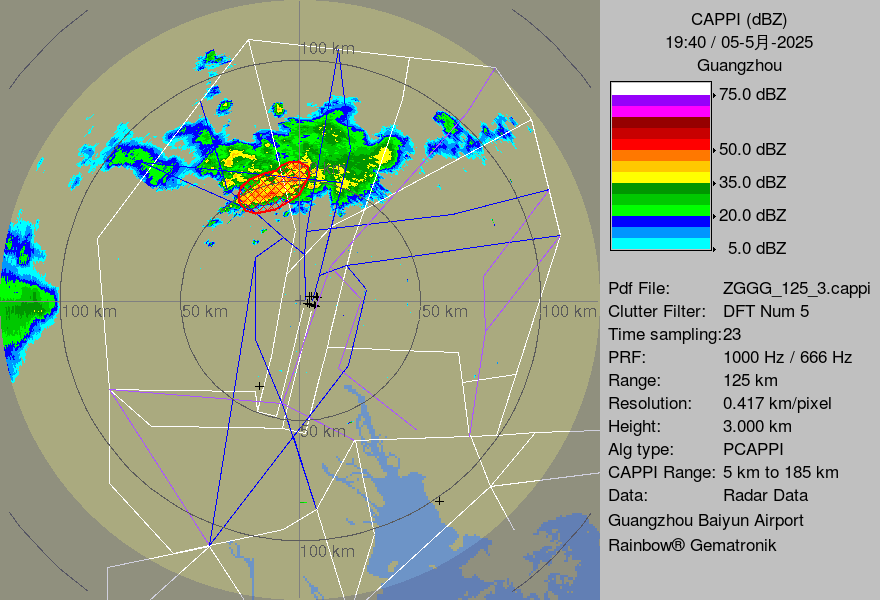 100 km
100 km
50 km
50 km
100 km
50 km
100 km
CAPPI (dBZ)
19:40 / 05-5月-2025
Guangzhou
75.0 dBZ
50.0 dBZ
35.0 dBZ
20.0 dBZ
5.0 dBZ
Pdf File: ZGGG_125_3.cappi
Clutter Filter: DFT Num 5
Time sampling:23
PRF: 1000 Hz / 666 Hz
Range: 125 km
Resolution: 0.417 km/pixel
Height: 3.000 km
Alg type: PCAPPI
CAPPI Range: 5 km to 185 km
Data: Radar Data
Guangzhou Baiyun Airport
Rainbow® Gematronik